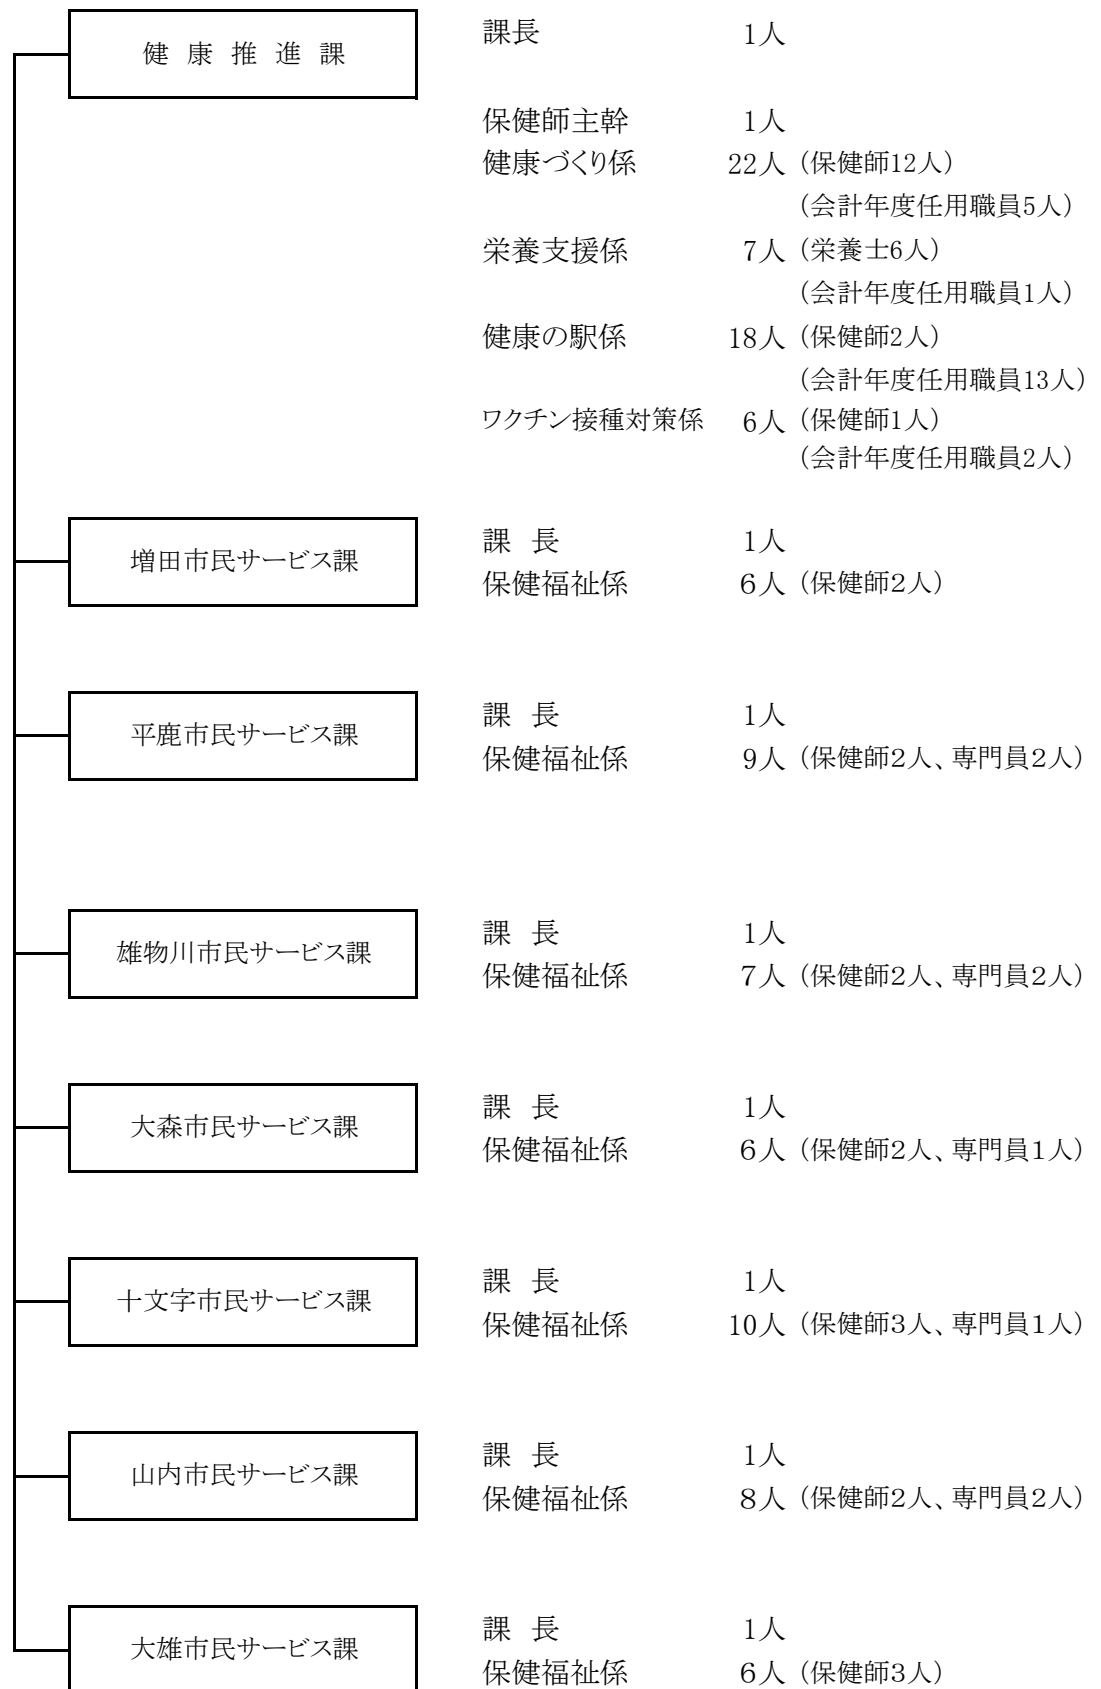 健 康 推 進 課
課長 1人
保健師主幹 1人
健康づくり係 22人（保健師12人）
（会計年度任用職員5人）
栄養支援係 7人（栄養士6人）
（会計年度任用職員1人）
健康の駅係 18人（保健師2人）
（会計年度任用職員13人）
ワクチン接種対策係 6人（保健師1人）
（会計年度任用職員2人）
増田市民サービス課
課 長 1人
保健福祉係 6人（保健師2人）
平鹿市民サービス課
課 長 1人
保健福祉係 9人（保健師2人、専門員2人）
雄物川市民サービス課
課 長 1人
保健福祉係 7人（保健師2人、専門員2人）
大森市民サービス課
課 長 1人
保健福祉係 6人（保健師2人、専門員1人）
十文字市民サービス課
課 長 1人
保健福祉係 10人（保健師3人、専門員1人）
山内市民サービス課
課 長 1人
保健福祉係 8人（保健師2人、専門員2人）
大雄市民サービス課
課 長 1人
保健福祉係 6人（保健師3人）